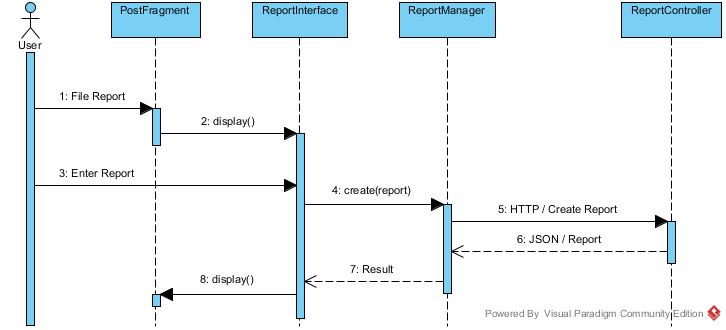 PostFragment
ReportInterface
ReportManager
ReportController
User
1: File Report
2: display()
3: Enter Report
4: create(report)
5: HTTP / Create Report
6: JSON / Report
7: Result
8: display()
Powered By Visual Paradigm Community Edition